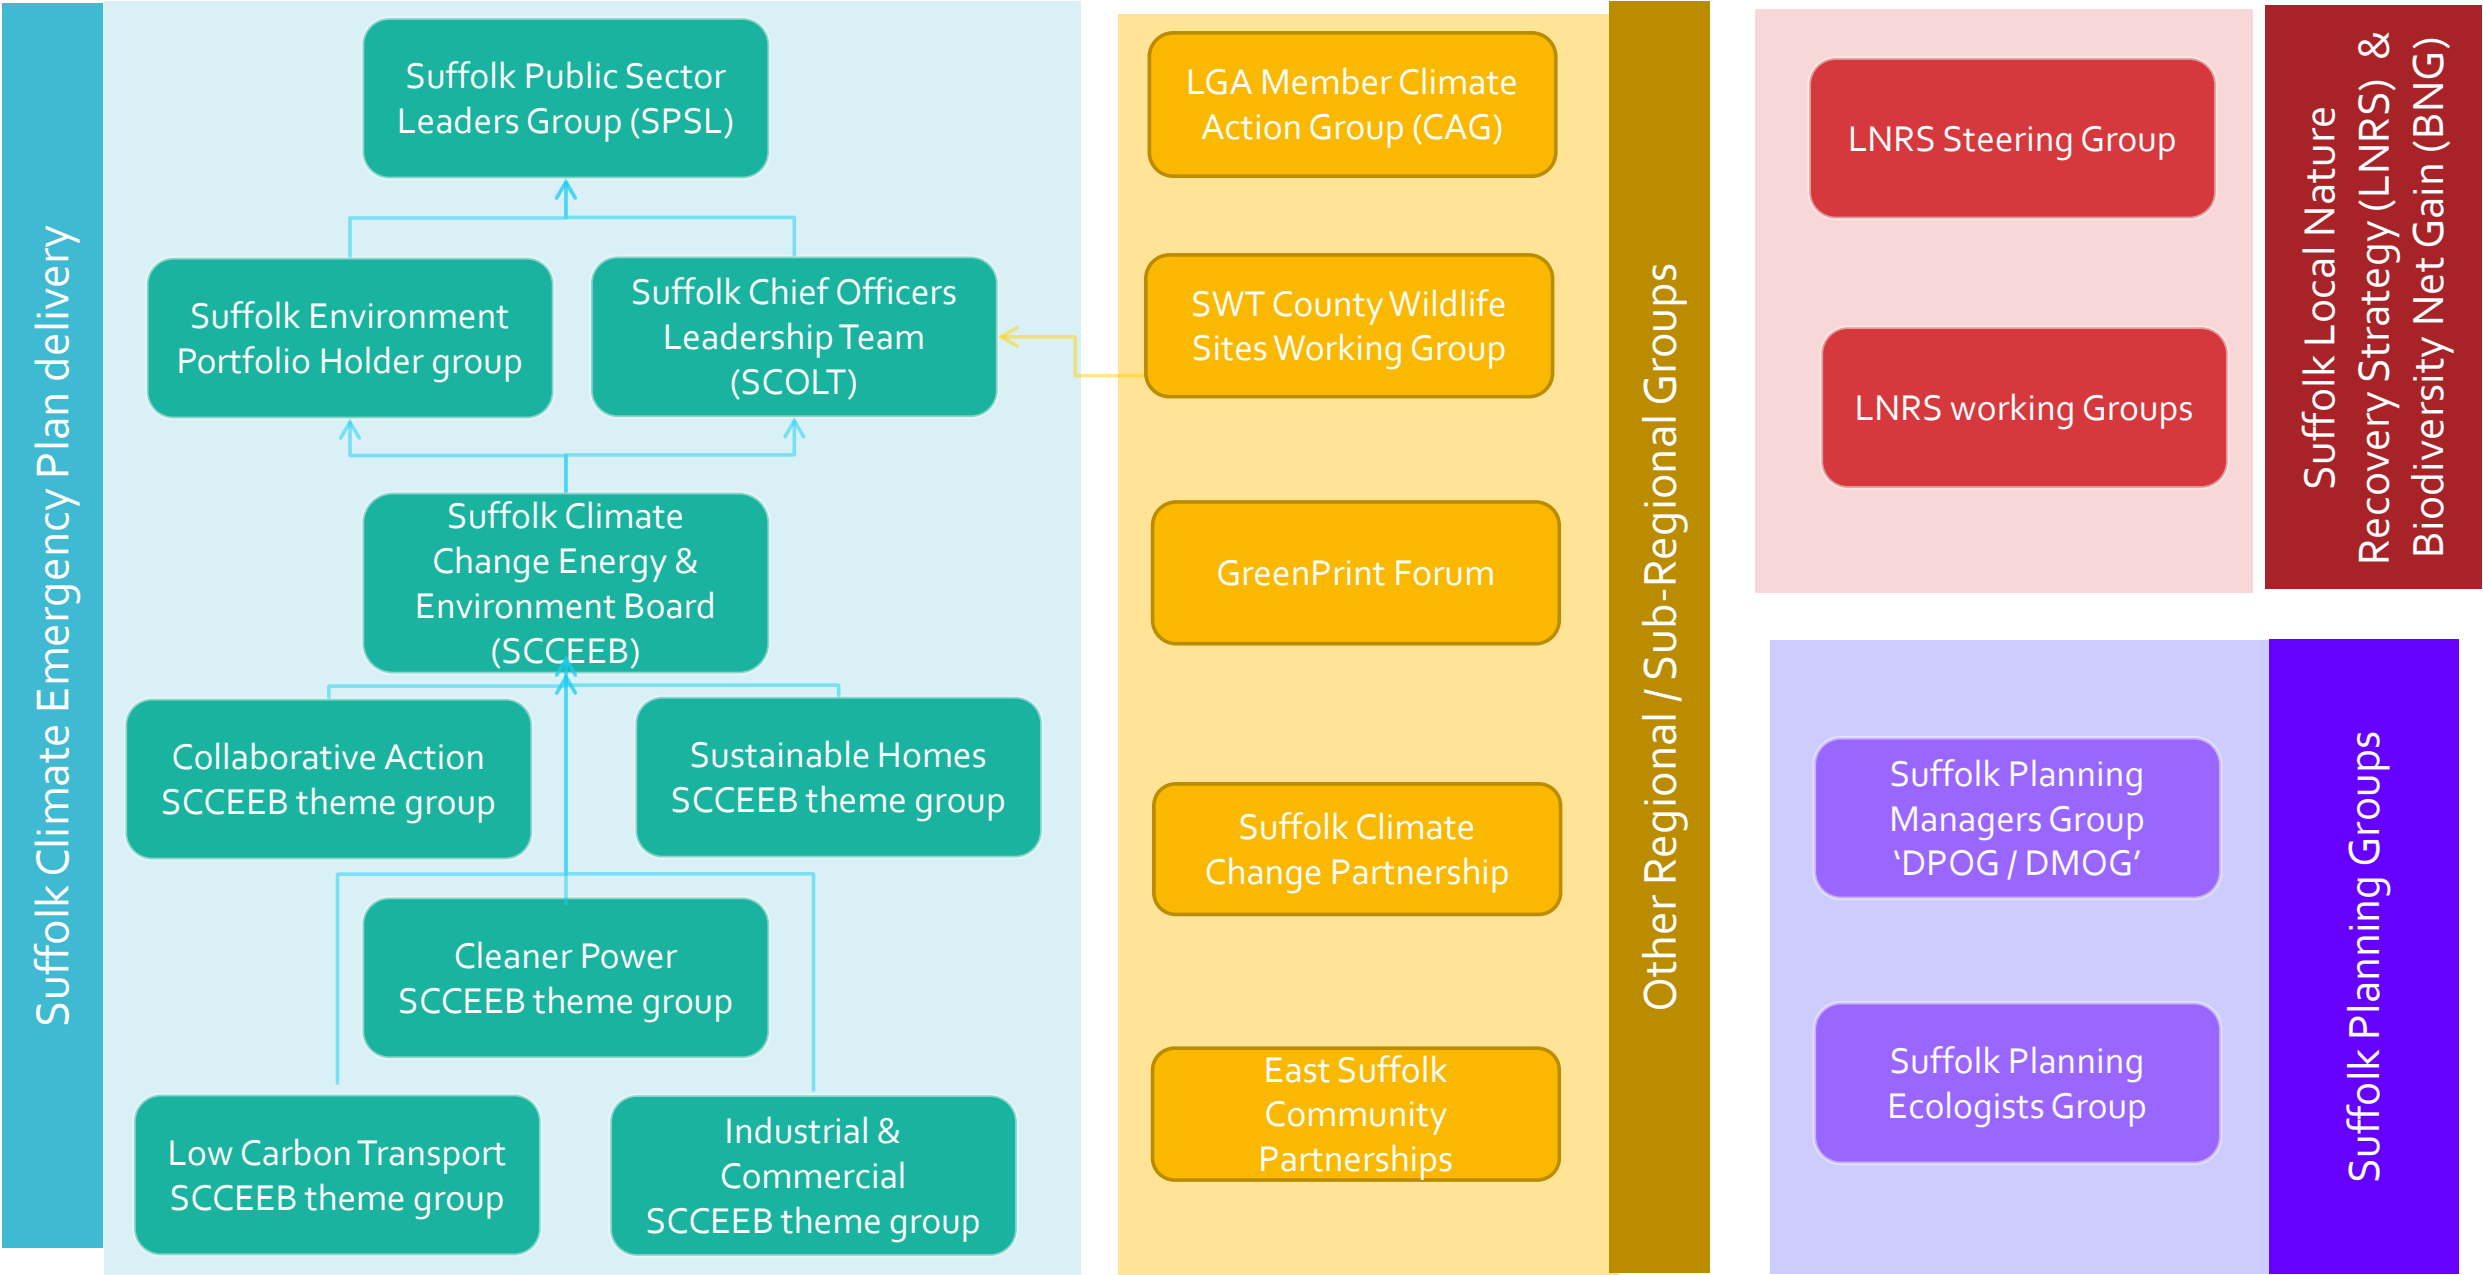 Suffolk Climate Emergency Plan delivery
Suffolk Public Sector
Leaders Group (SPSL)
Suffolk Environment
Portfolio Holder group
Suffolk Chief Officers
Leadership Team
(SCOLT)
Suffolk Climate
Change Energy &
Environment Board
(SCCEEB)
Collaborative Action
SCCEEB theme group
Sustainable Homes
SCCEEB theme group
Cleaner Power
SCCEEB theme group
Low Carbon Transport
SCCEEB theme group
Industrial &
Commercial
SCCEEB theme group
LGA Member Climate
Action Group (CAG)
SWT County Wildlife
Sites Working Group
GreenPrint Forum
Suffolk Climate
Change Partnership
East Suffolk
Community
Partnerships
Other Regional / Sub-Regional Groups
LNRS Steering Group
LNRS working Groups
Suffolk Local Nature
Recovery Strategy (LNRS) &
Biodiversity Net Gain (BNG)
Suffolk Planning
Managers Group
‘DPOG / DMOG’
Suffolk Planning
Ecologists Group
Suffolk Planning Groups